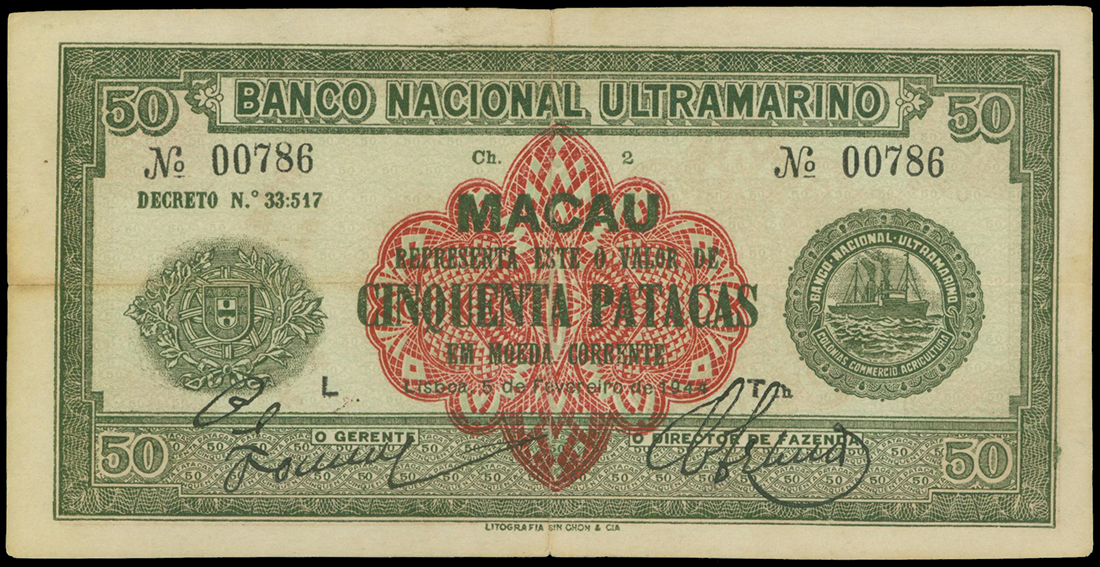 50 BANCO NACIONAL ULTRAMARINO 50
Nº 00786 Ch. 2 Nº 00786
DECRETO N.º 33:517
MACAU
REPRESENTA ESTE O VALOR DE
CINQUENTA PATACAS
EM MOEDA CORRENTE
Lisboa, 5 de Fevereiro de 1944
BANCO·NACIONAL·ULTRAMARINO
COLONIAS COMMERCIO AGRICULTURA
L
50 O GERENTE O DIRECTOR DE FAZENDA 50
LITOGRAFIA SIN CHON & CIA